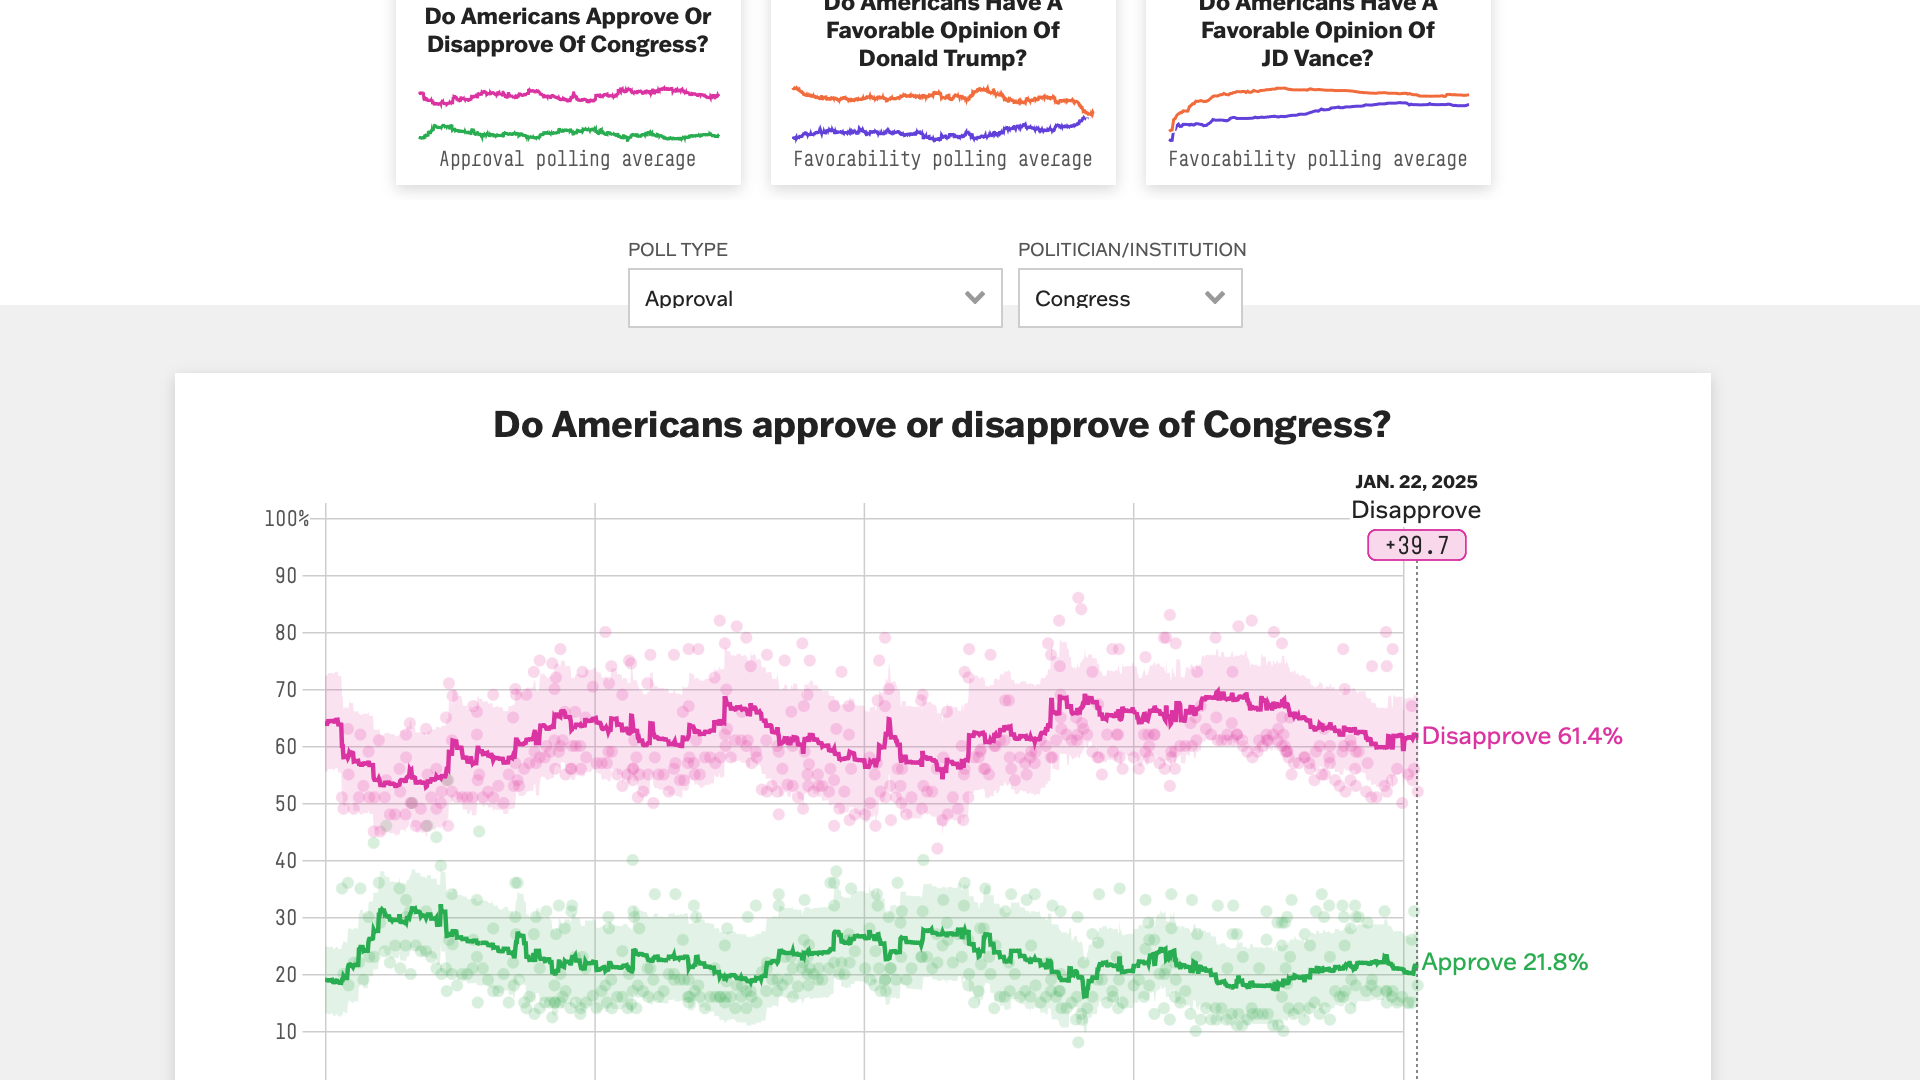 Do Americans Approve Or
Disapprove Of Congress?
Approval polling average
Do Americans Have A
Favorable Opinion Of
Donald Trump?
Favorability polling average
Do Americans Have A
Favorable Opinion Of
JD Vance?
Favorability polling average
POLL TYPE
Approval
POLITICIAN/INSTITUTION
Congress
Do Americans approve or disapprove of Congress?
JAN. 22, 2025
Disapprove
+39.7
100%
90
80
70
60
50
40
30
20
10
Disapprove 61.4%
Approve 21.8%